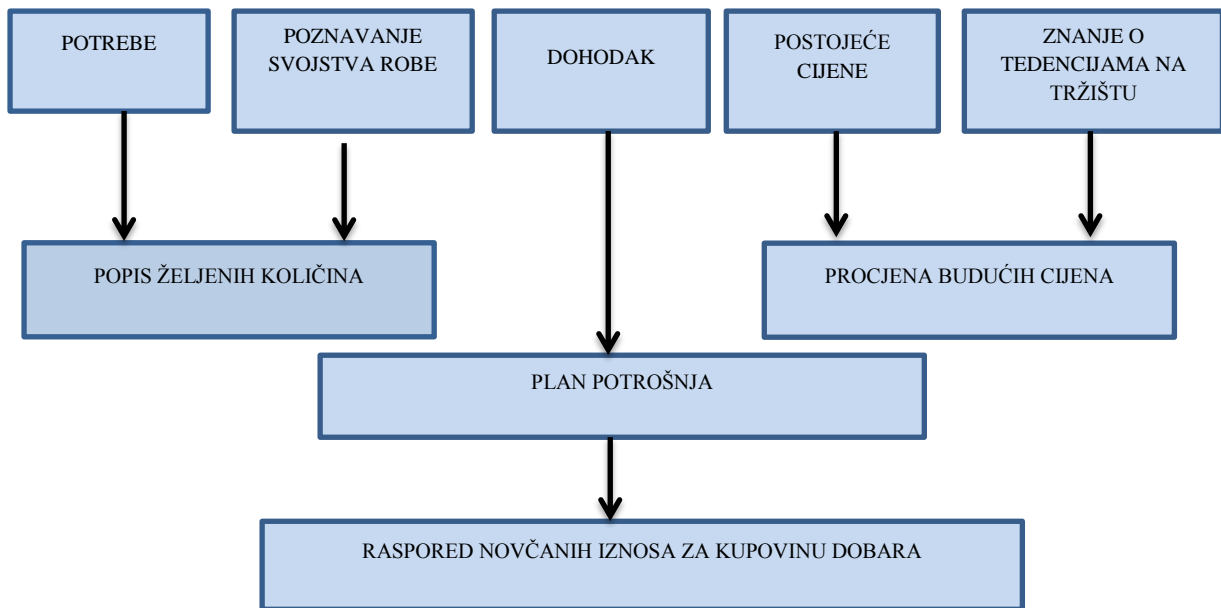 POTREBE
POZNAVANJE
SVOJSTVA ROBE
DOHODAK
POSTOJEĆE
CIJENE
ZNANJE O
TEDENCIJAMA NA
TRŽIŠTU
POPIS ŽELJENIH KOLIČINA
PROCJENA BUDUĆIH CIJENA
PLAN POTROŠNJA
RASPORED NOVČANIH IZNOSA ZA KUPOVINU DOBARA